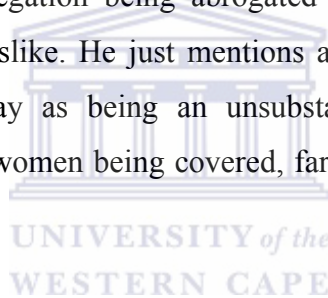 egation being abrogated
slike. He just mentions a
ay as being an unsubsta
women being covered, far
UNIVERSITY of the
WESTERN CAPE